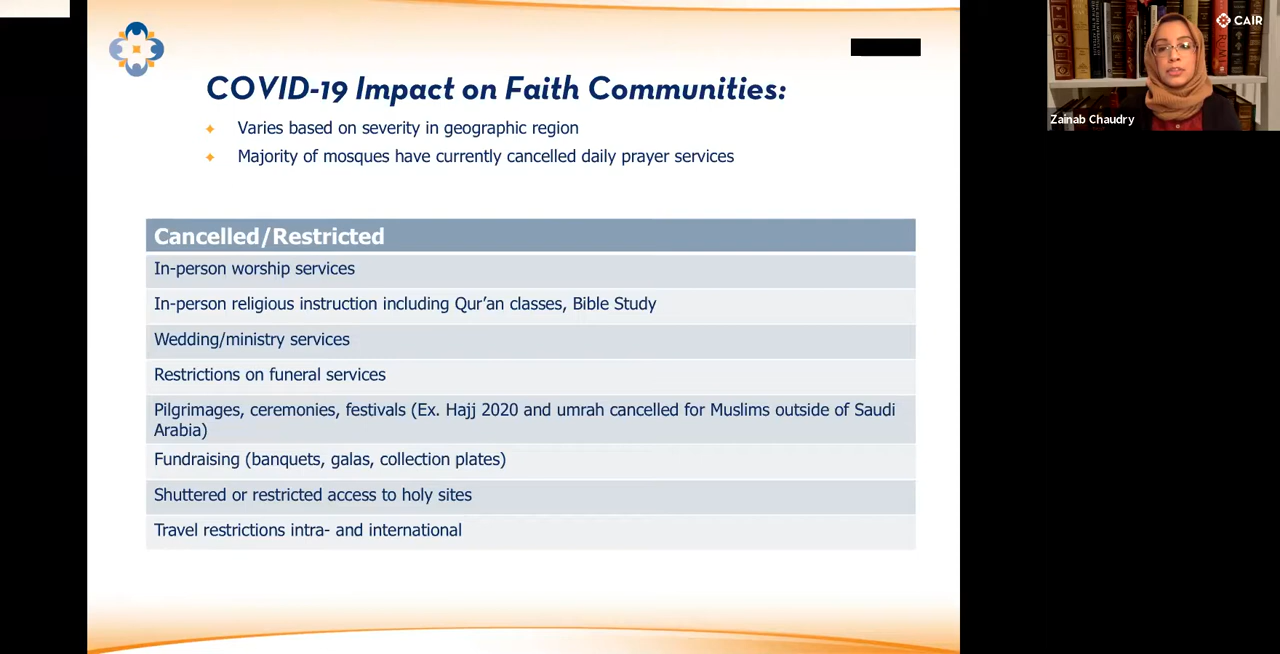 COVID-19 Impact on Faith Communities:
Varies based on severity in geographic region
Majority of mosques have currently cancelled daily prayer services
Cancelled/Restricted
In-person worship services
In-person religious instruction including Qur’an classes, Bible Study
Wedding/ministry services
Restrictions on funeral services
Pilgrimages, ceremonies, festivals (Ex. Hajj 2020 and umrah cancelled for Muslims outside of Saudi
Arabia)
Fundraising (banquets, galas, collection plates)
Shuttered or restricted access to holy sites
Travel restrictions intra- and international
CAIR
RUMI
Zainab Chaudry